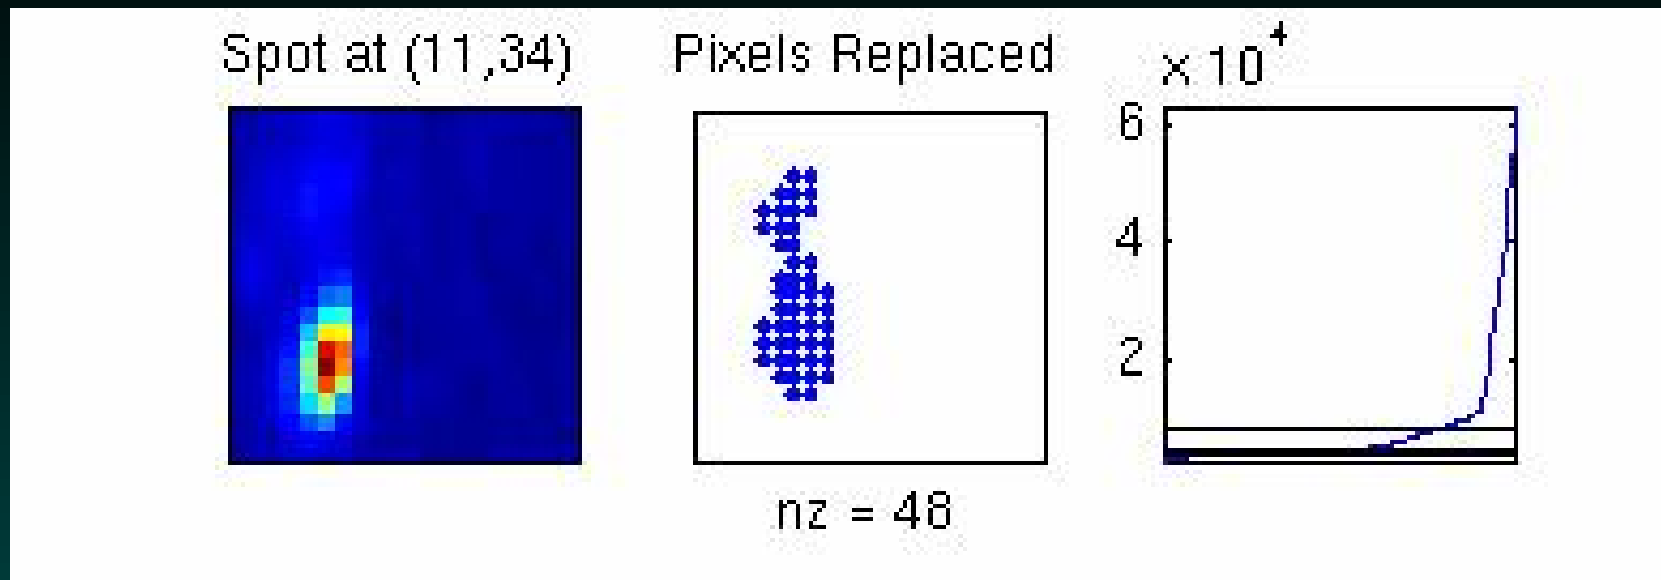 Spot at (11,34)
Pixels Replaced
×10⁴
6
4
2
nz = 48